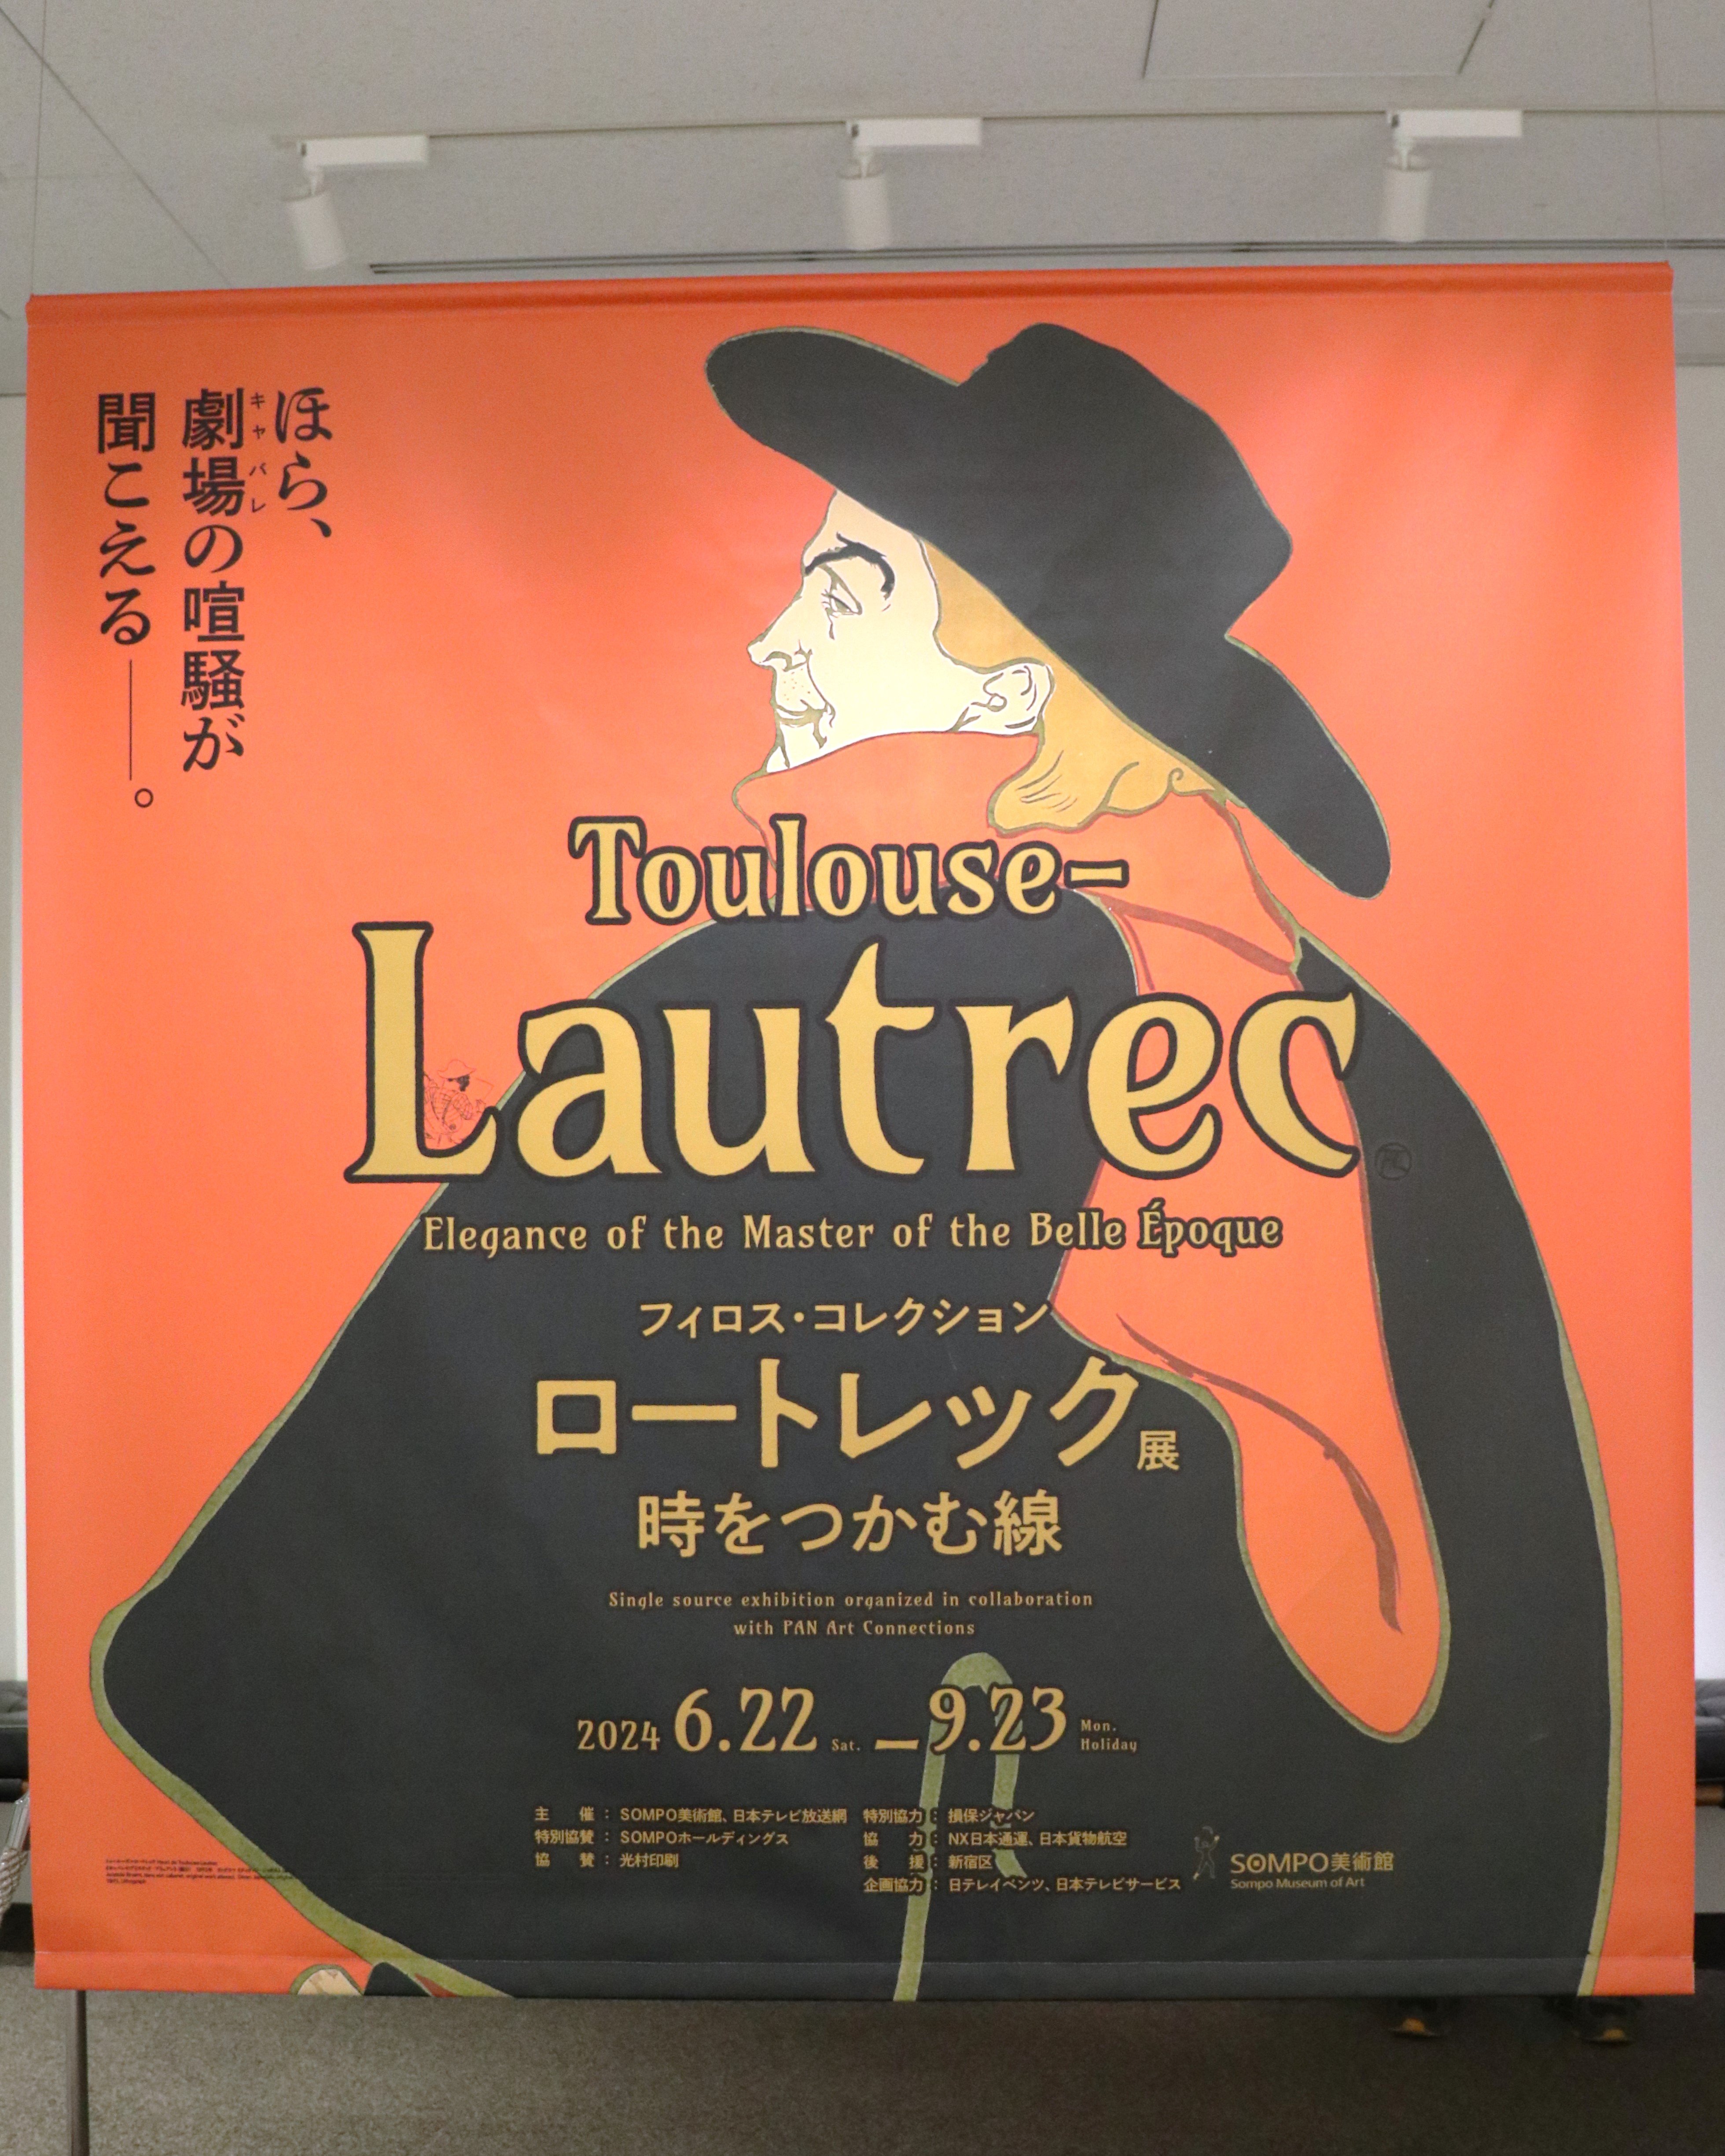 ほら、
劇場の喧騒が
キャバレ
聞こえる――。
Toulouse-
Lautrec
Elegance of the Master of the Belle Époque
フィロス・コレクション
ロートレック展
時をつかむ線
Single source exhibition organized in collaboration
with PAN Art Connections
2024 6.22 Sat. – 9.23 Mon. Holiday
主 催：SOMPO美術館、日本テレビ放送網
特別協賛：SOMPOホールディングス
協 賛：光村印刷
特別協力：損保ジャパン
協 力：NX日本通運、日本貨物航空
後 援：新宿区
企画協力：日テレイベンツ、日本テレビサービス
SOMPO美術館
Sompo Museum of Art